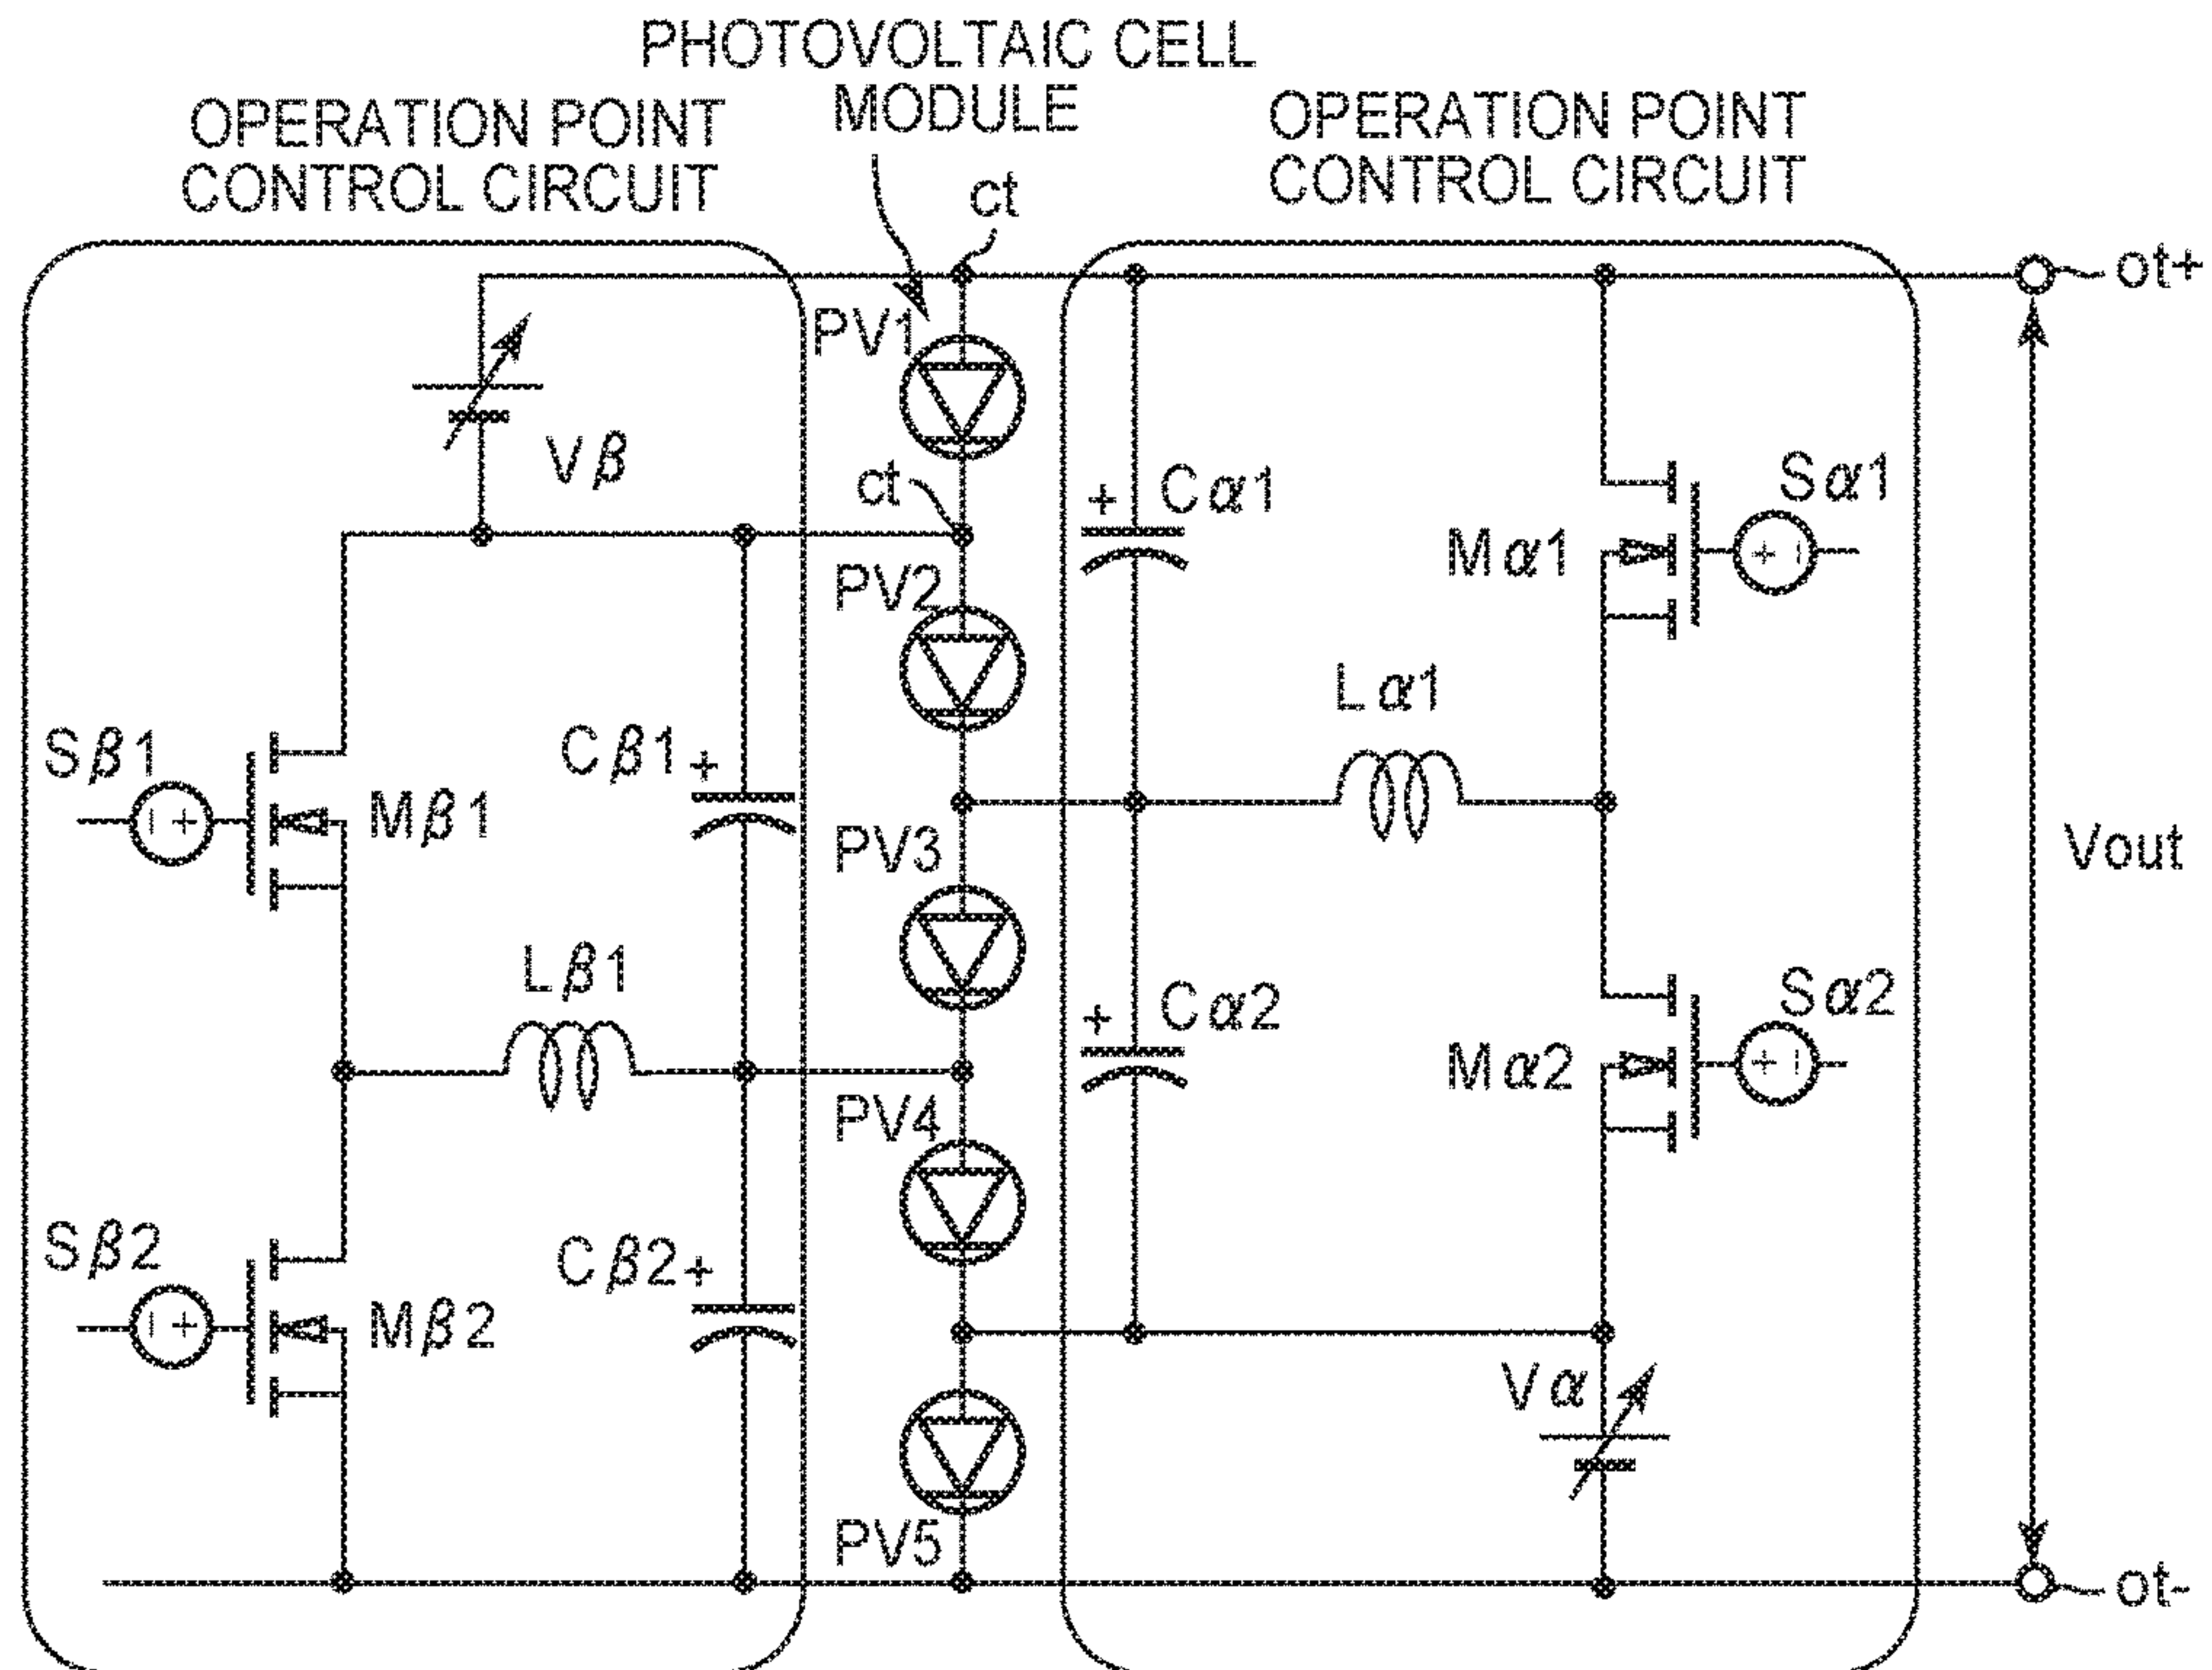 PHOTOVOLTAIC CELL
MODULE
OPERATION POINT
CONTROL CIRCUIT
OPERATION POINT
CONTROL CIRCUIT
ct
ot+
PV1
Vβ
ct
+
Cα1
Sα1
Mα1
+ -
PV2
Lα1
Sβ1
Cβ1
+
- +
Mβ1
PV3
Vout
Lβ1
+
Cα2
Sα2
Mα2
+ -
PV4
Sβ2
Cβ2
+
- +
Mβ2
Vα
PV5
ot-